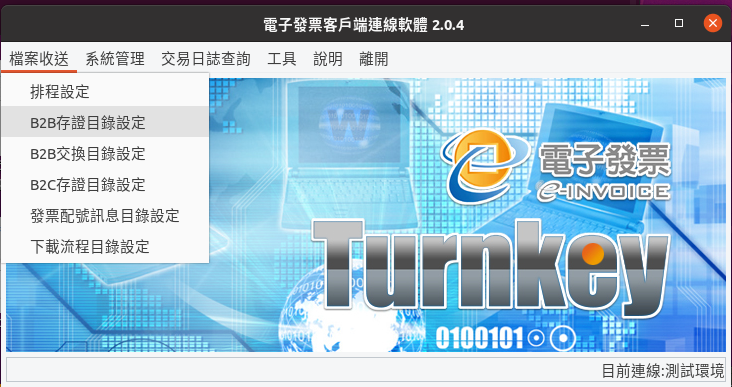 電子發票客戶端連線軟體 2.0.4
檔案收送 系統管理 交易日誌查詢 工具 說明 離開
排程設定
B2B存證目錄設定
B2B交換目錄設定
B2C存證目錄設定
發票配號訊息目錄設定
下載流程目錄設定
W
電子發票
e-INVOICE
Turnkey
0100101
目前連線:測試環境